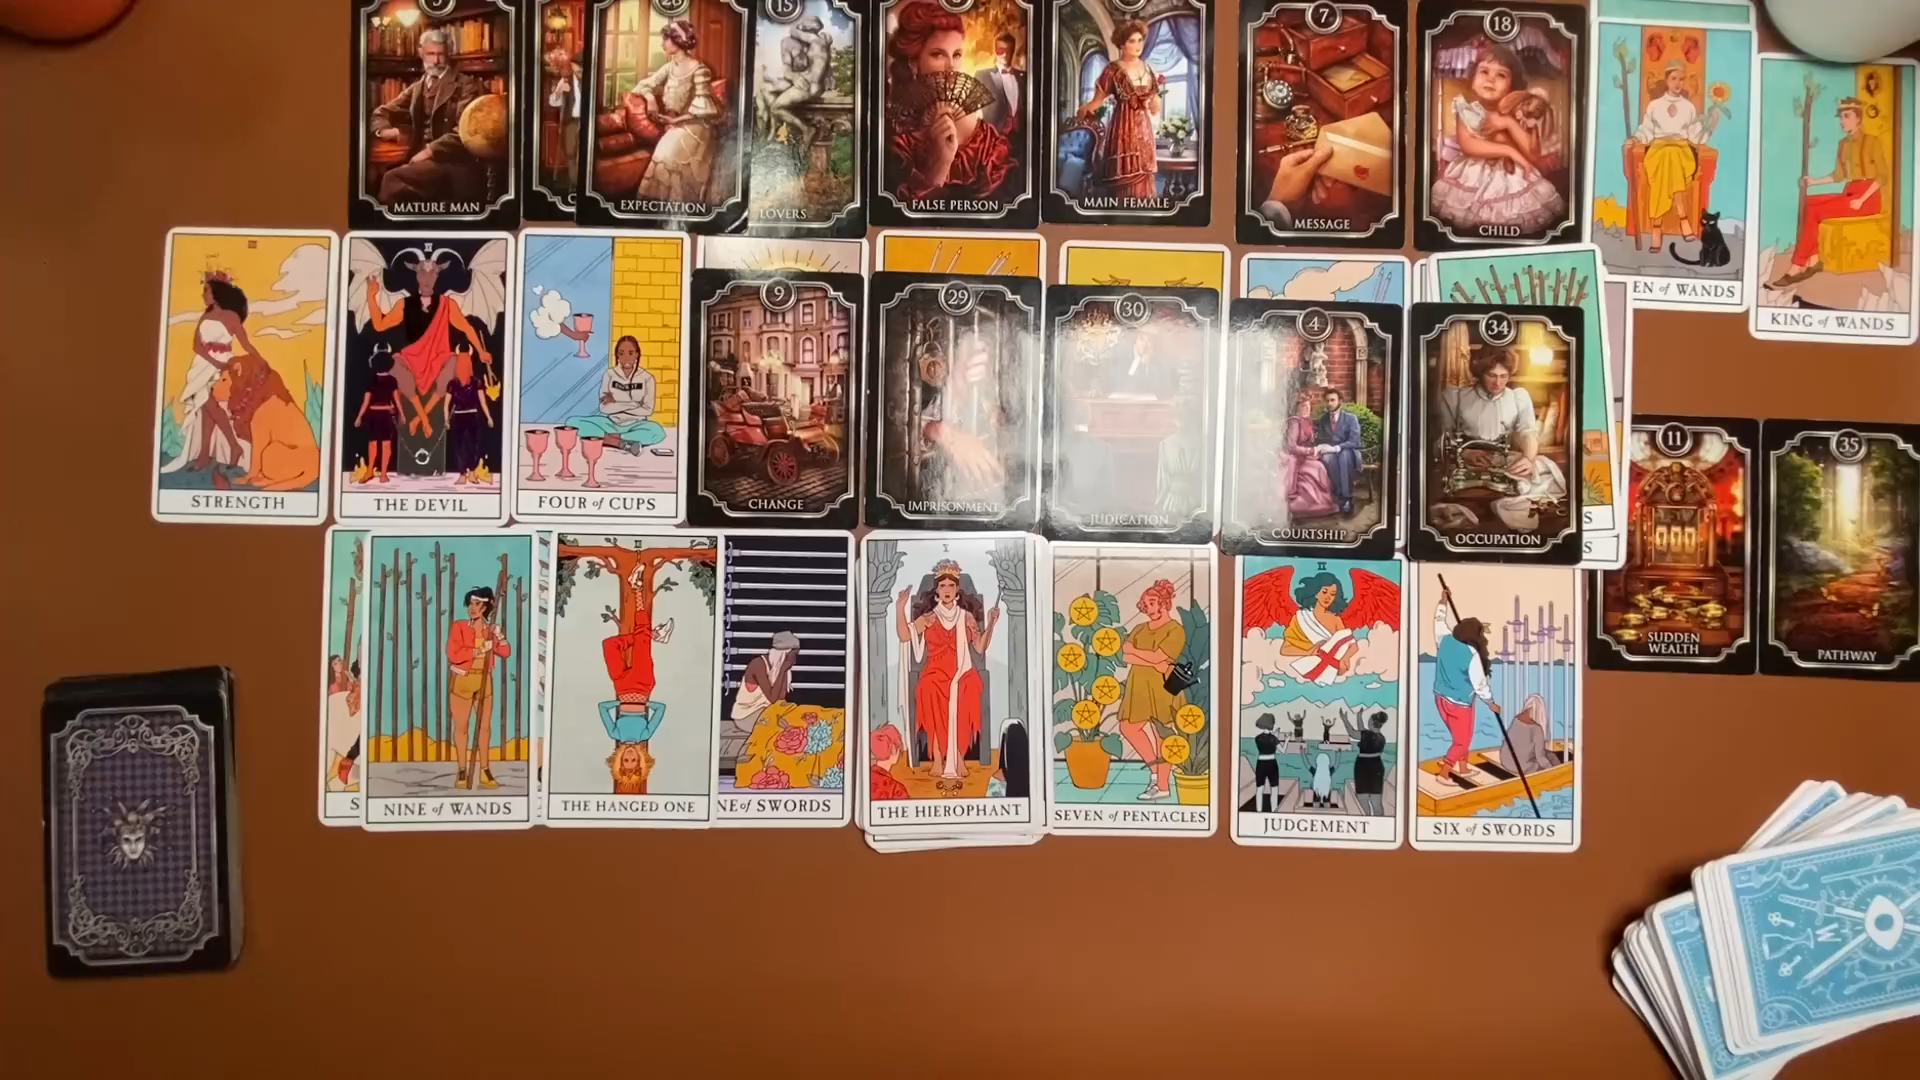 MATURE MAN
EXPECTATION
15
LOVERS
FALSE PERSON
MAIN FEMALE
7
MESSAGE
18
CHILD
EN of WANDS
KING of WANDS
STRENGTH
II
THE DEVIL
FOUR of CUPS
9
CHANGE
29
IMPRISONMENT
30
JUDICATION
4
COURTSHIP
34
OCCUPATION
S
S
11
SUDDEN
WEALTH
35
PATHWAY
S
NINE of WANDS
THE HANGED ONE
NE of SWORDS
I
THE HIEROPHANT
SEVEN of PENTACLES
II
JUDGEMENT
SIX of SWORDS